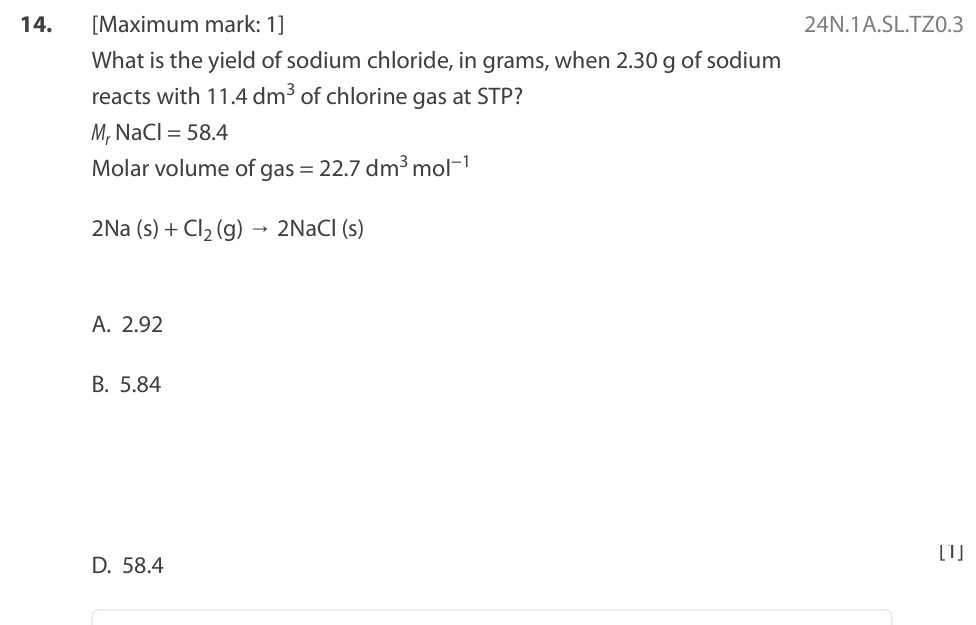 14. [Maximum mark: 1] 24N.1A.SL.TZ0.3
What is the yield of sodium chloride, in grams, when 2.30 g of sodium
reacts with 11.4 dm³ of chlorine gas at STP?
Mᵣ NaCl = 58.4
Molar volume of gas = 22.7 dm³ mol⁻¹
2Na (s) + Cl₂ (g) → 2NaCl (s)
A. 2.92
B. 5.84
[1]
D. 58.4